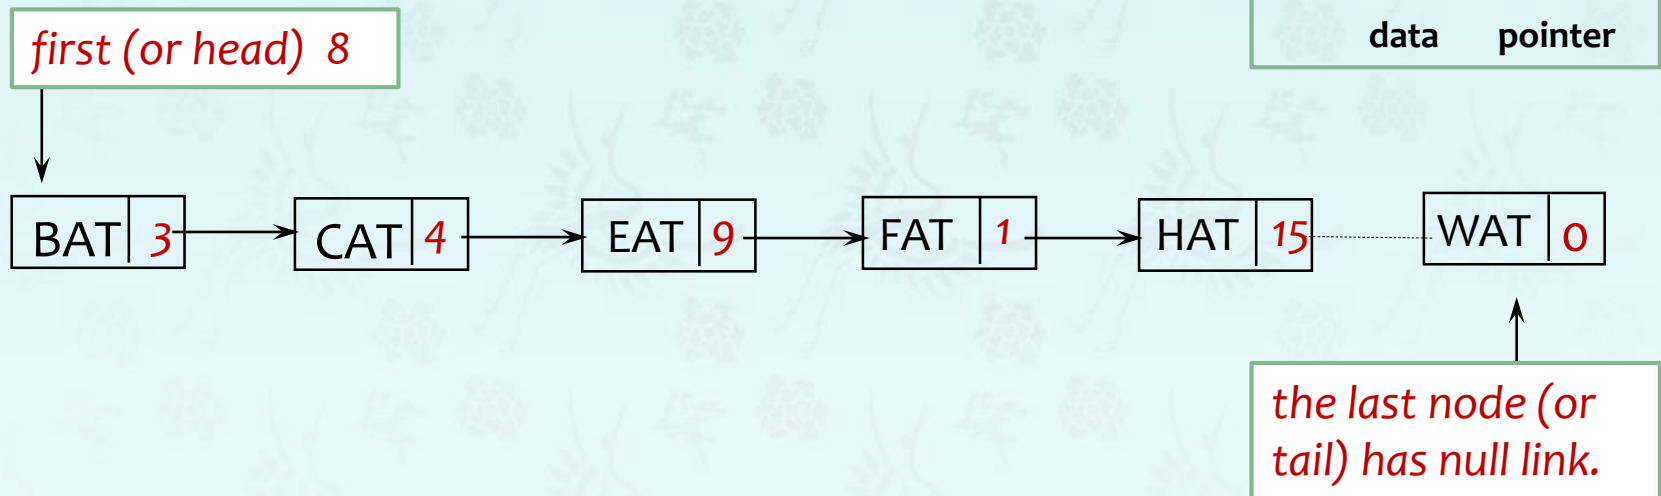 first (or head) 8
data pointer
BAT 3 CAT 4 EAT 9 FAT 1 HAT 15 WAT 0
the last node (or
tail) has null link.